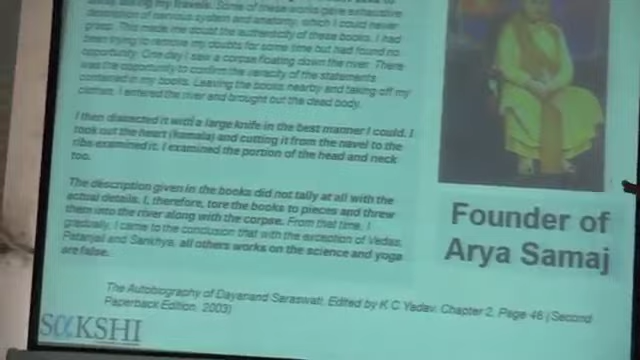 during my travels. Some of these works gave exhaustive
description of nervous system and anatomy, which I could never
grasp. This made me doubt the authenticity of these books. I had
been trying to remove my doubts for some time but had found no
opportunity. One day I saw a corpse floating down the river. There
was the opportunity to confirm the veracity of the statements
contained in my books. Leaving the books nearby and taking off my
clothes, I entered the river and brought out the dead body.
I then dissected it with a large knife in the best manner I could. I
took out the heart (kamala) and cutting it from the navel to the
ribs examined it. I examined the portion of the head and neck
too.
The description given in the books did not tally at all with the
actual details. I, therefore, tore the books to pieces and threw
them into the river along with the corpse. From that time, I
gradually, I came to the conclusion that with the exception of Vedas,
Patanjali and Sankhya, all others works on the science and yoga
are false.
Founder of
Arya Samaj
The Autobiography of Dayanand Saraswati, Edited by K C Yadav, Chapter 2, Page 46 (Second
Paperback Edition, 2003)
SαKSHI